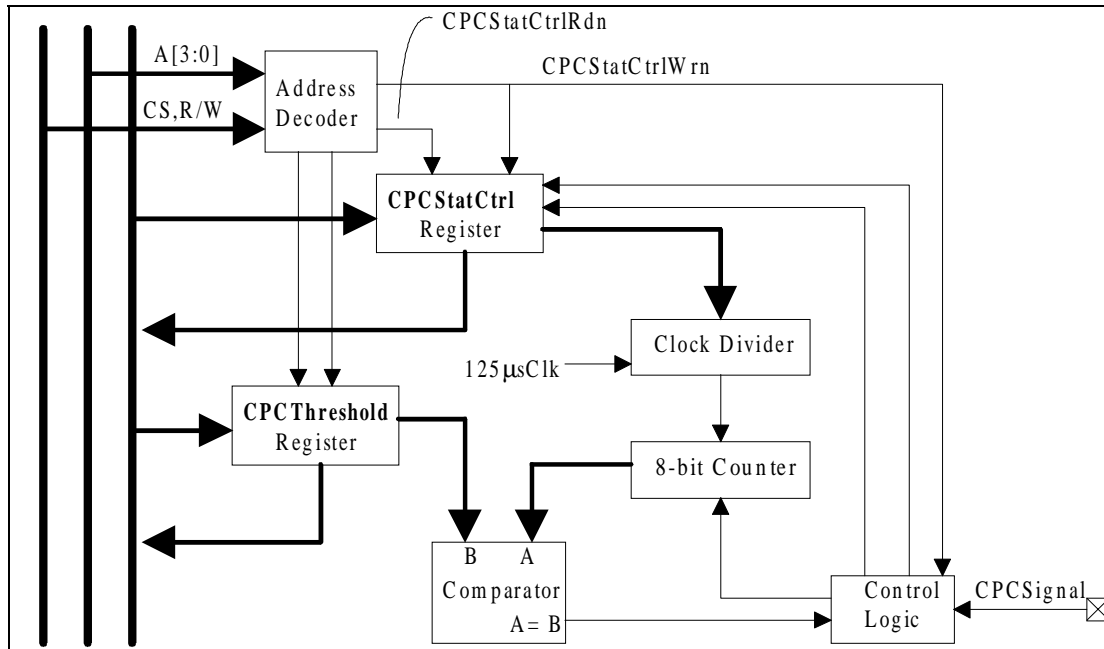 CPCStatCtrlRdn
A[3:0]
CPCStatCtrlWrn
Address
Decoder
CS,R/W
CPCStatCtrl
Register
Clock Divider
125µsClk
CPCThreshold
Register
8-bit Counter
B A
Comparator
A= B
Control
Logic
CPCSignal